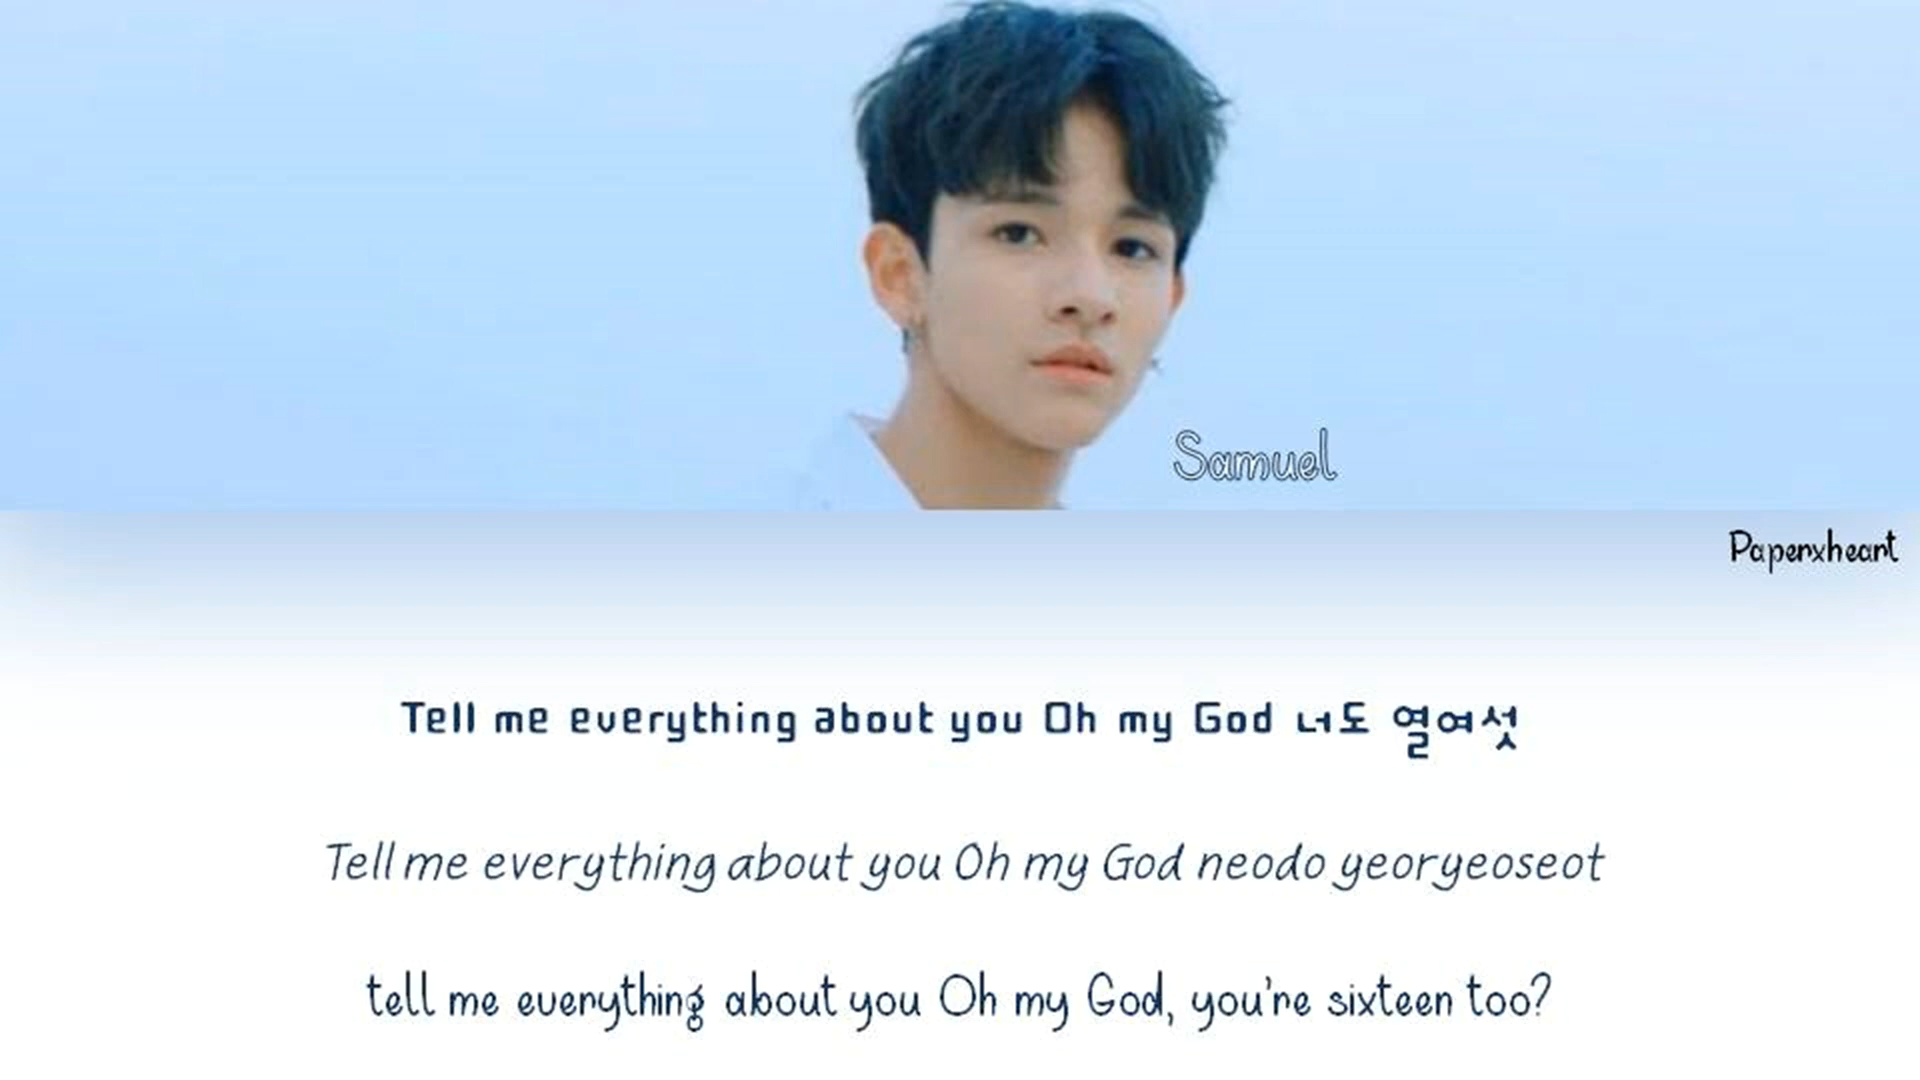 Samuel
Paperxheart
Tell me everything about you Oh my God 너도 열여섯
Tell me everything about you Oh my God neodo yeoryeoseot
tell me everything about you Oh my God, you're sixteen too?